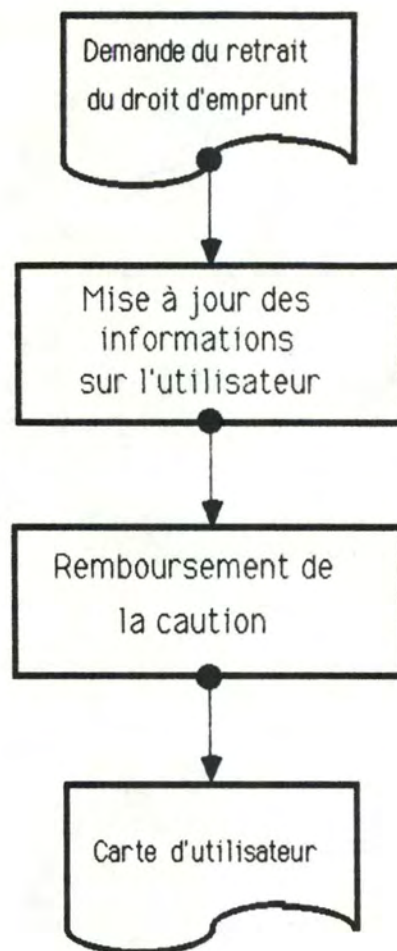 Demande du retrait
du droit d'emprunt
Mise à jour des
informations
sur l'utilisateur
Remboursement de
la caution
Carte d'utilisateur